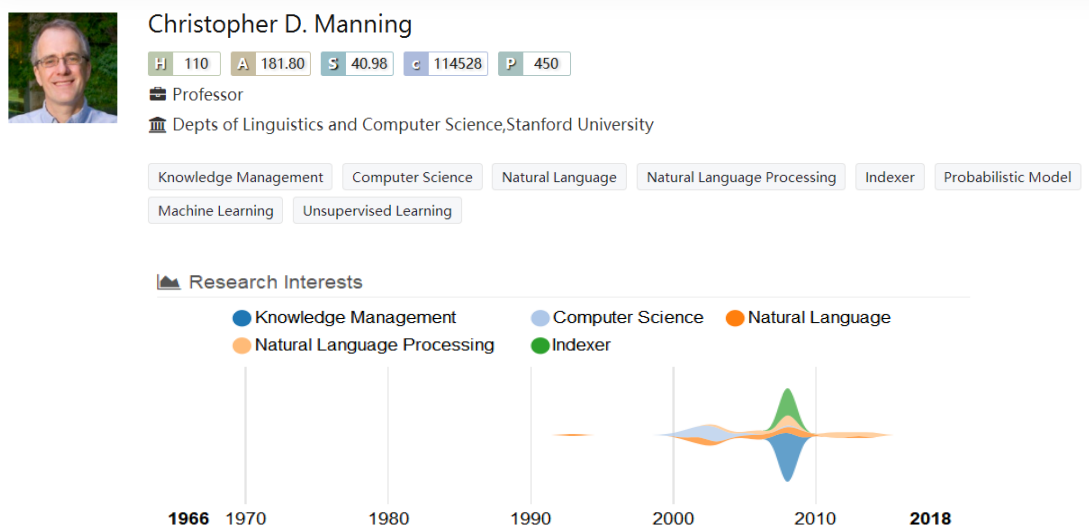 Christopher D. Manning
H 110 A 181.80 S 40.98 c 114528 P 450
Professor
Depts of Linguistics and Computer Science,Stanford University
Knowledge Management Computer Science Natural Language Natural Language Processing Indexer Probabilistic Model
Machine Learning Unsupervised Learning
Research Interests
Knowledge Management Computer Science Natural Language
Natural Language Processing Indexer
1966 1970 1980 1990 2000 2010 2018